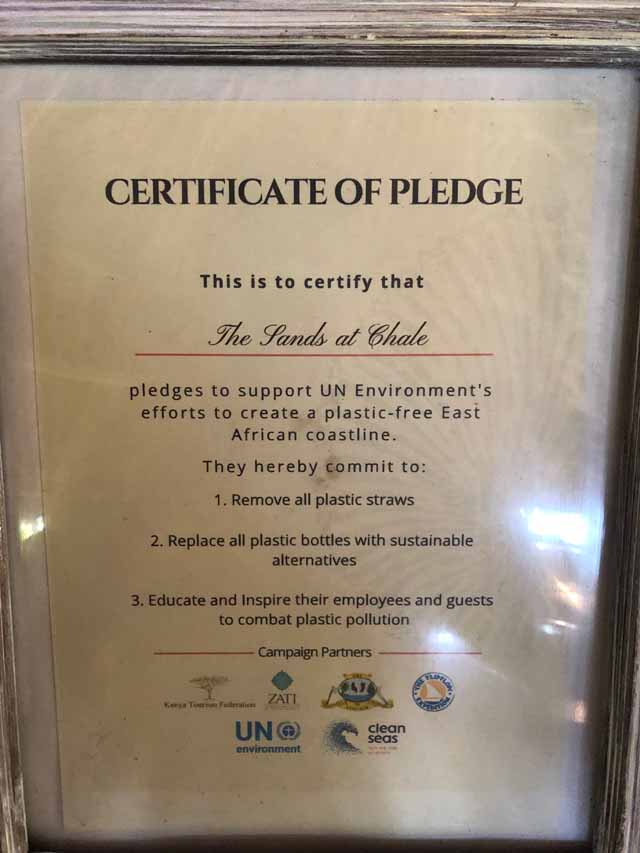 CERTIFICATE OF PLEDGE
This is to certify that
The Sands at Chale
pledges to support UN Environment's
efforts to create a plastic-free East
African coastline.
They hereby commit to:
1. Remove all plastic straws
2. Replace all plastic bottles with sustainable
alternatives
3. Educate and Inspire their employees and guests
to combat plastic pollution
Campaign Partners
Kenya Tourism Federation
ZATI
THE FLIPFLOPI
EXPEDITION
UN
environment
clean
seas